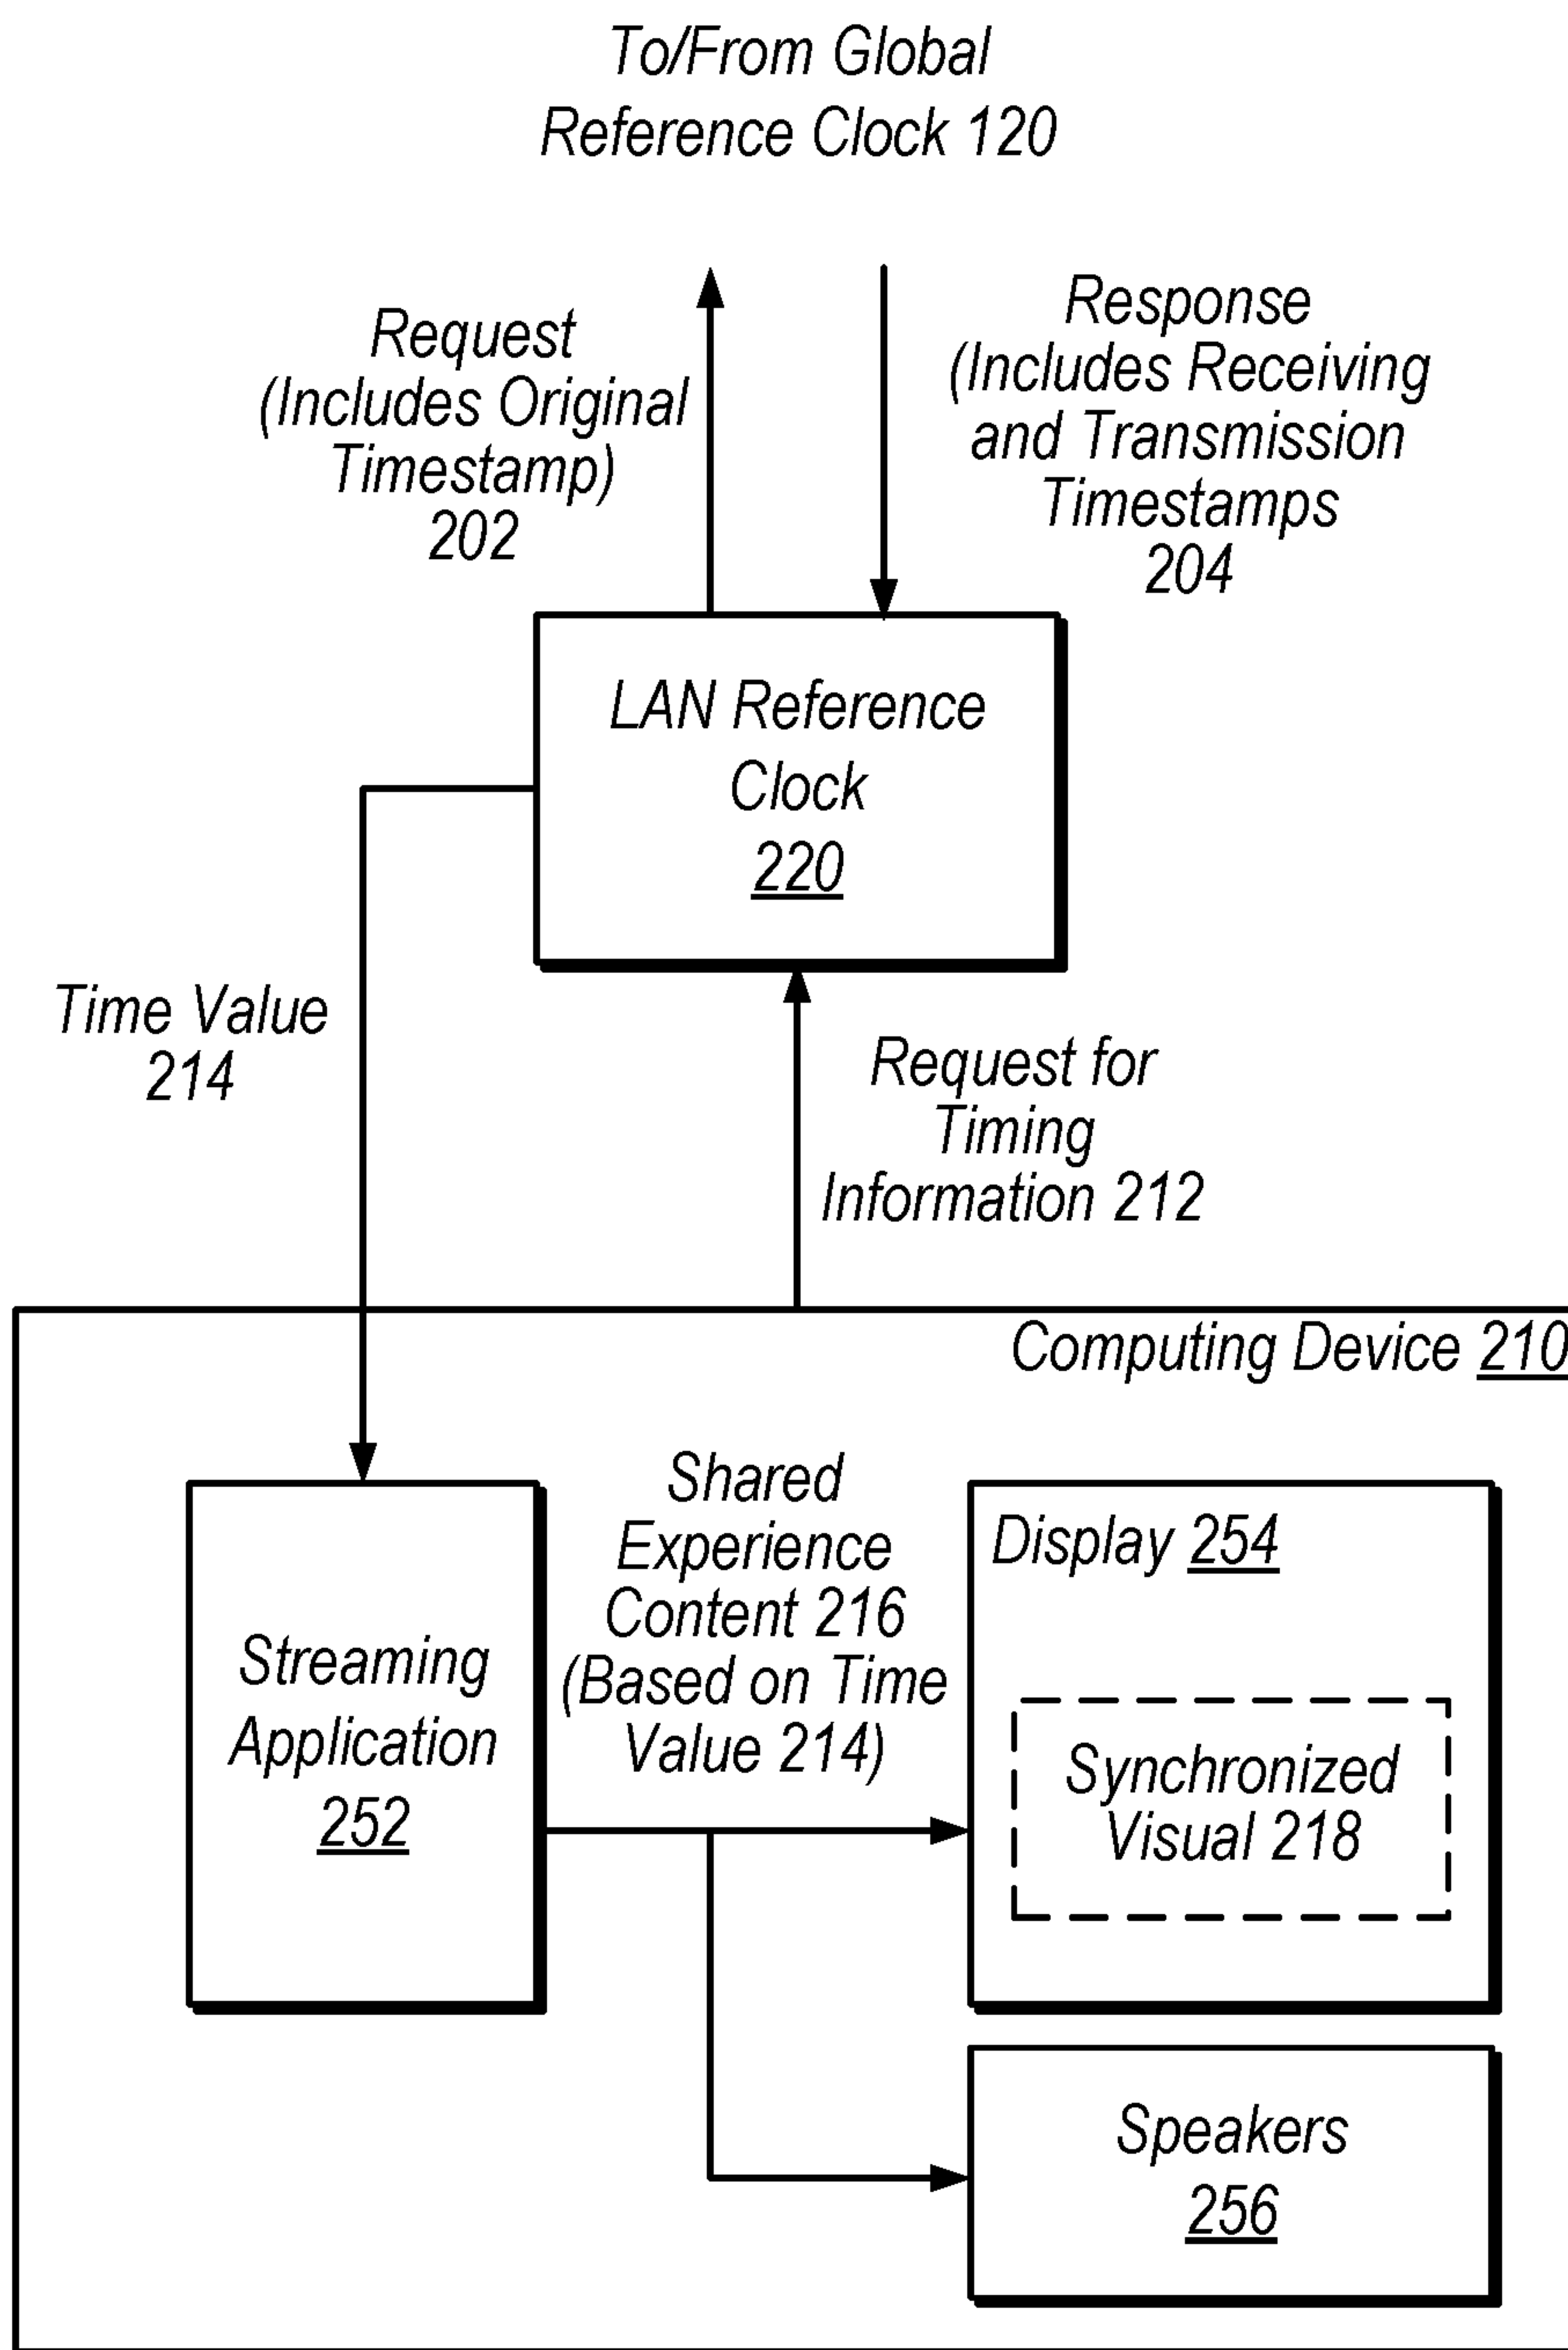 To/From Global
Reference Clock 120
Request
(Includes Original
Timestamp)
202
Response
(Includes Receiving
and Transmission
Timestamps
204
LAN Reference
Clock
220
Time Value
214
Request for
Timing
Information 212
Computing Device 210
Streaming
Application
252
Shared
Experience
Content 216
(Based on Time
Value 214)
Display 254
Synchronized
Visual 218
Speakers
256